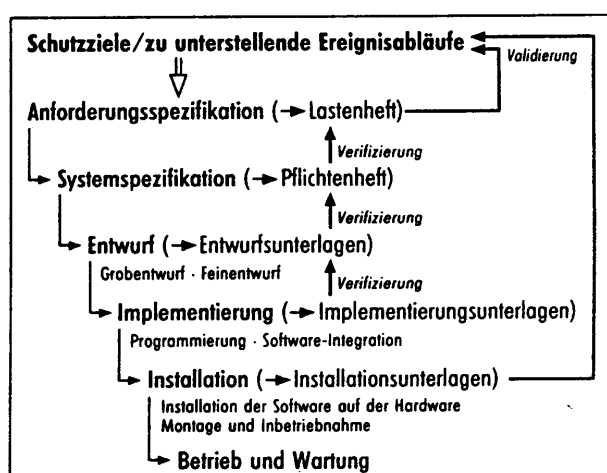 Schutzziele/zu unterstellende Ereignisabläufe
Validierung
Anforderungsspezifikation (→ Lastenheft)
Verifizierung
Systemspezifikation (→ Pflichtenheft)
Verifizierung
Entwurf (→ Entwurfsunterlagen)
Grobentwurf · Feinentwurf
Verifizierung
Implementierung (→ Implementierungsunterlagen)
Programmierung · Software-Integration
Installation (→ Installationsunterlagen)
Installation der Software auf der Hardware
Montage und Inbetriebnahme
Betrieb und Wartung